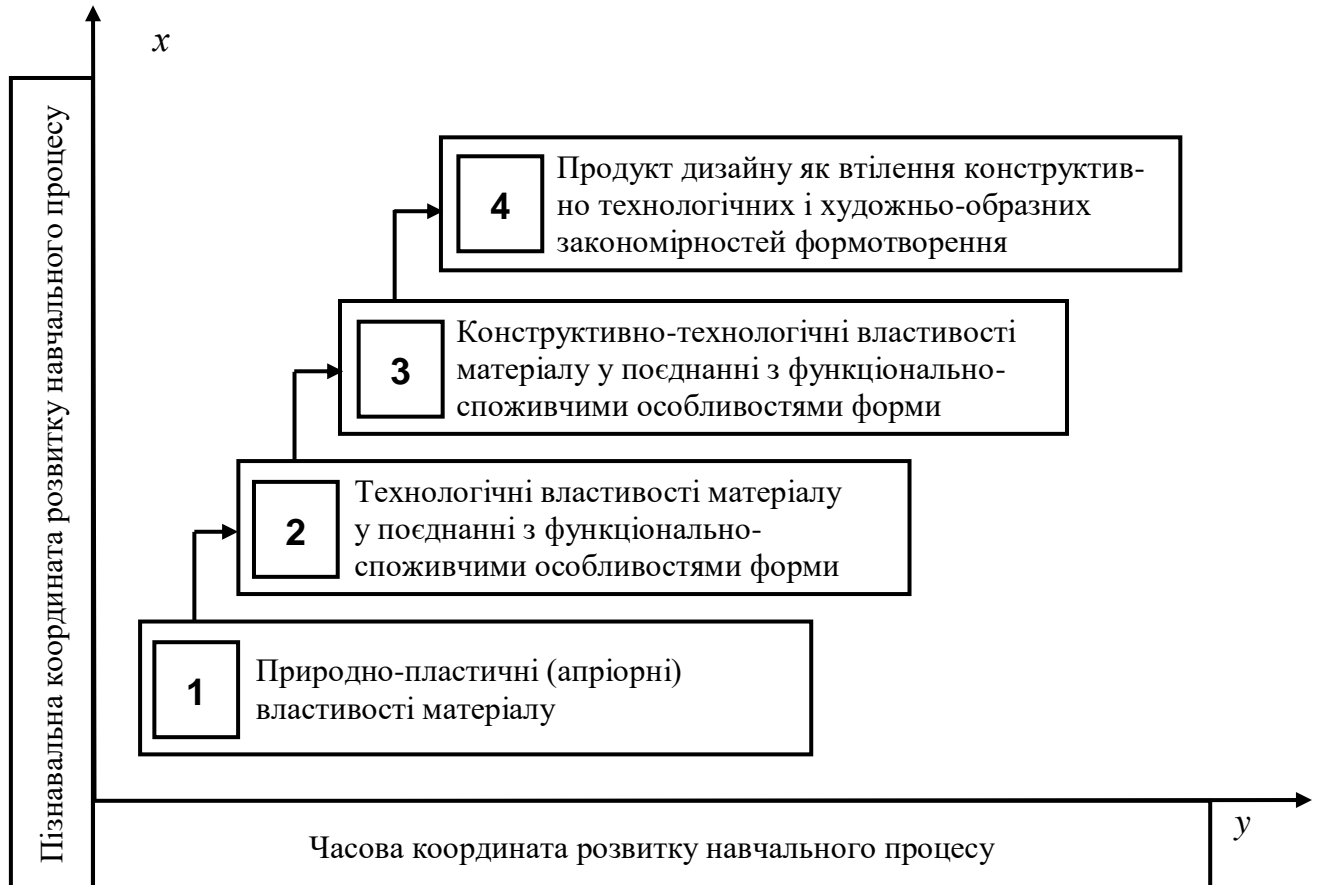 x
Пізнавальна координата розвитку навчального процесу
4
Продукт дизайну як втілення конструктив-
но технологічних і художньо-образних
закономірностей формотворення
3
Конструктивно-технологічні властивості
матеріалу у поєднанні з функціонально-
споживчими особливостями форми
2
Технологічні властивості матеріалу
у поєднанні з функціонально-
споживчими особливостями форми
1
Природно-пластичні (апріорні)
властивості матеріалу
y
Часова координата розвитку навчального процесу